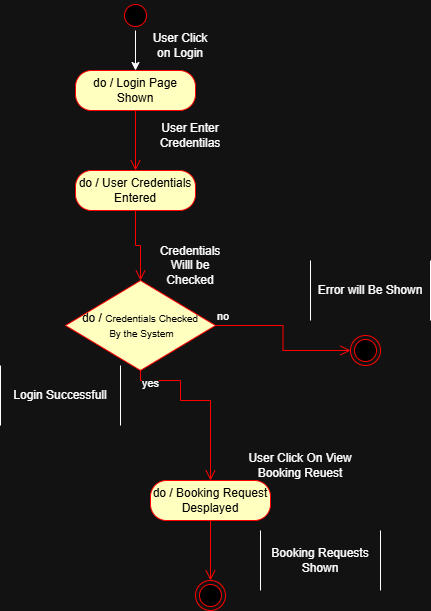 User Click
on Login
do / Login Page
Shown
User Enter
Credentilas
do / User Credentials
Entered
Credentials
Willl be
Checked
do / Credentials Checked
By the System
no
Error will Be Shown
yes
Login Successfull
User Click On View
Booking Reuest
do / Booking Request
Desplayed
Booking Requests
Shown